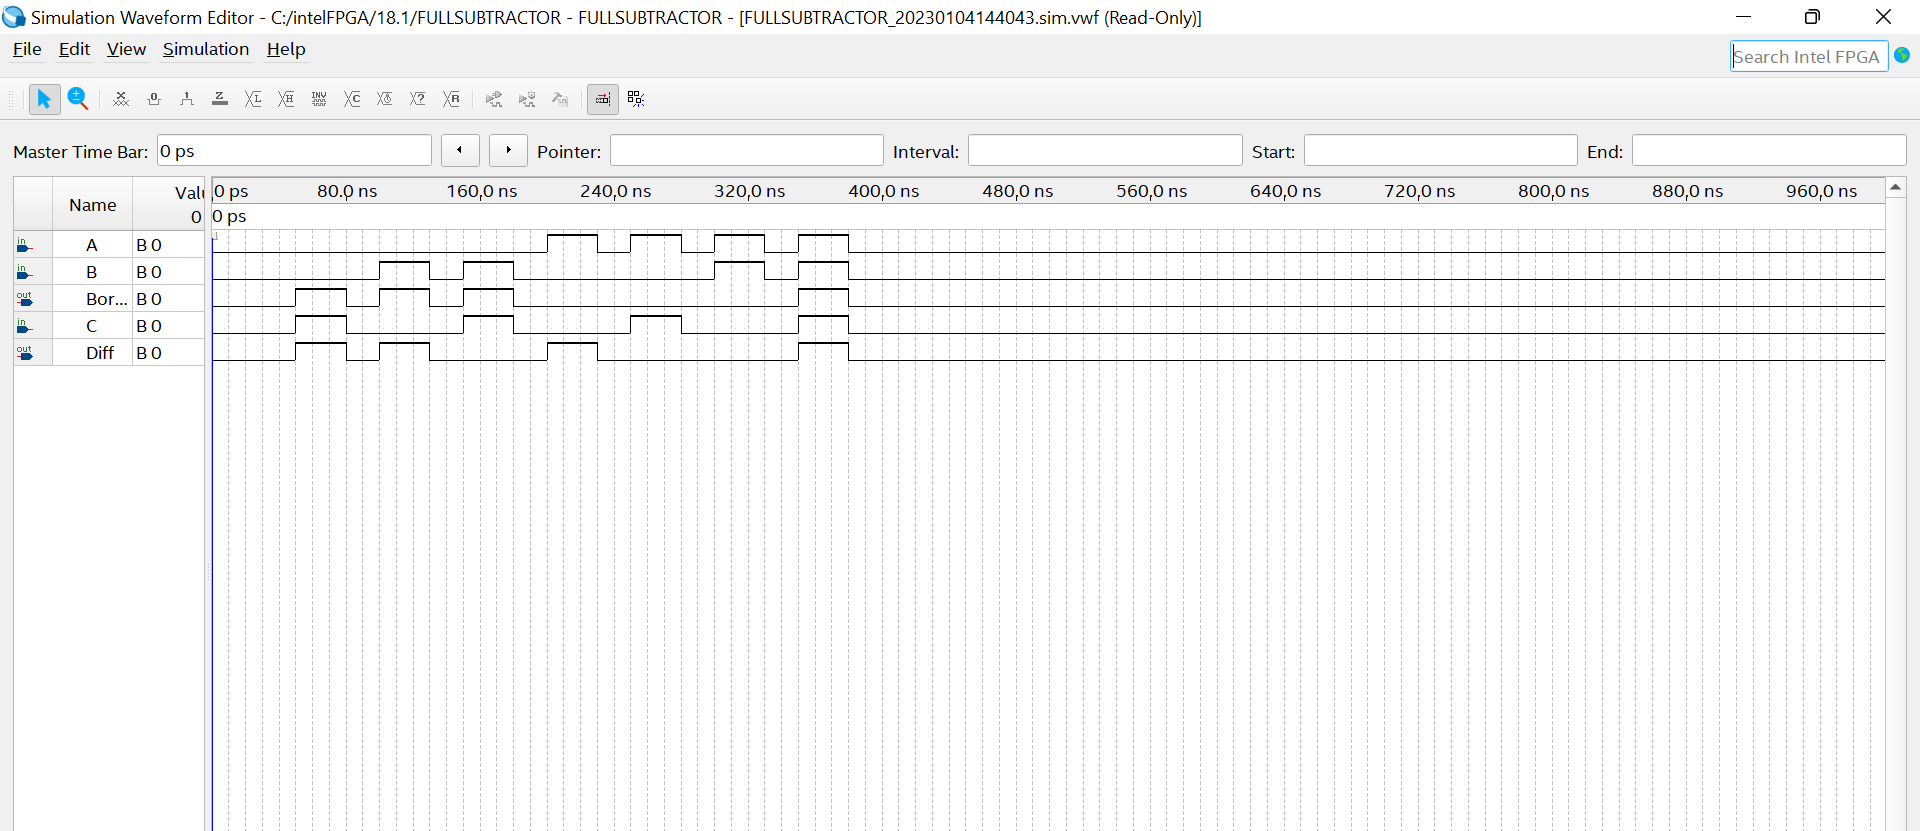 Simulation Waveform Editor - C:/intelFPGA/18.1/FULLSUBTRACTOR - FULLSUBTRACTOR - [FULLSUBTRACTOR_20230104144043.sim.vwf (Read-Only)]
File Edit View Simulation Help
Search Intel FPGA
Master Time Bar: 0 ps Pointer: Interval: Start: End:
Name Valu 0 0 ps 80.0 ns 160.0 ns 240.0 ns 320.0 ns 400.0 ns 480.0 ns 560.0 ns 640.0 ns 720.0 ns 800.0 ns 880.0 ns 960.0 ns
0 ps
in A B 0
in B B 0
out Bor... B 0
in C B 0
out Diff B 0